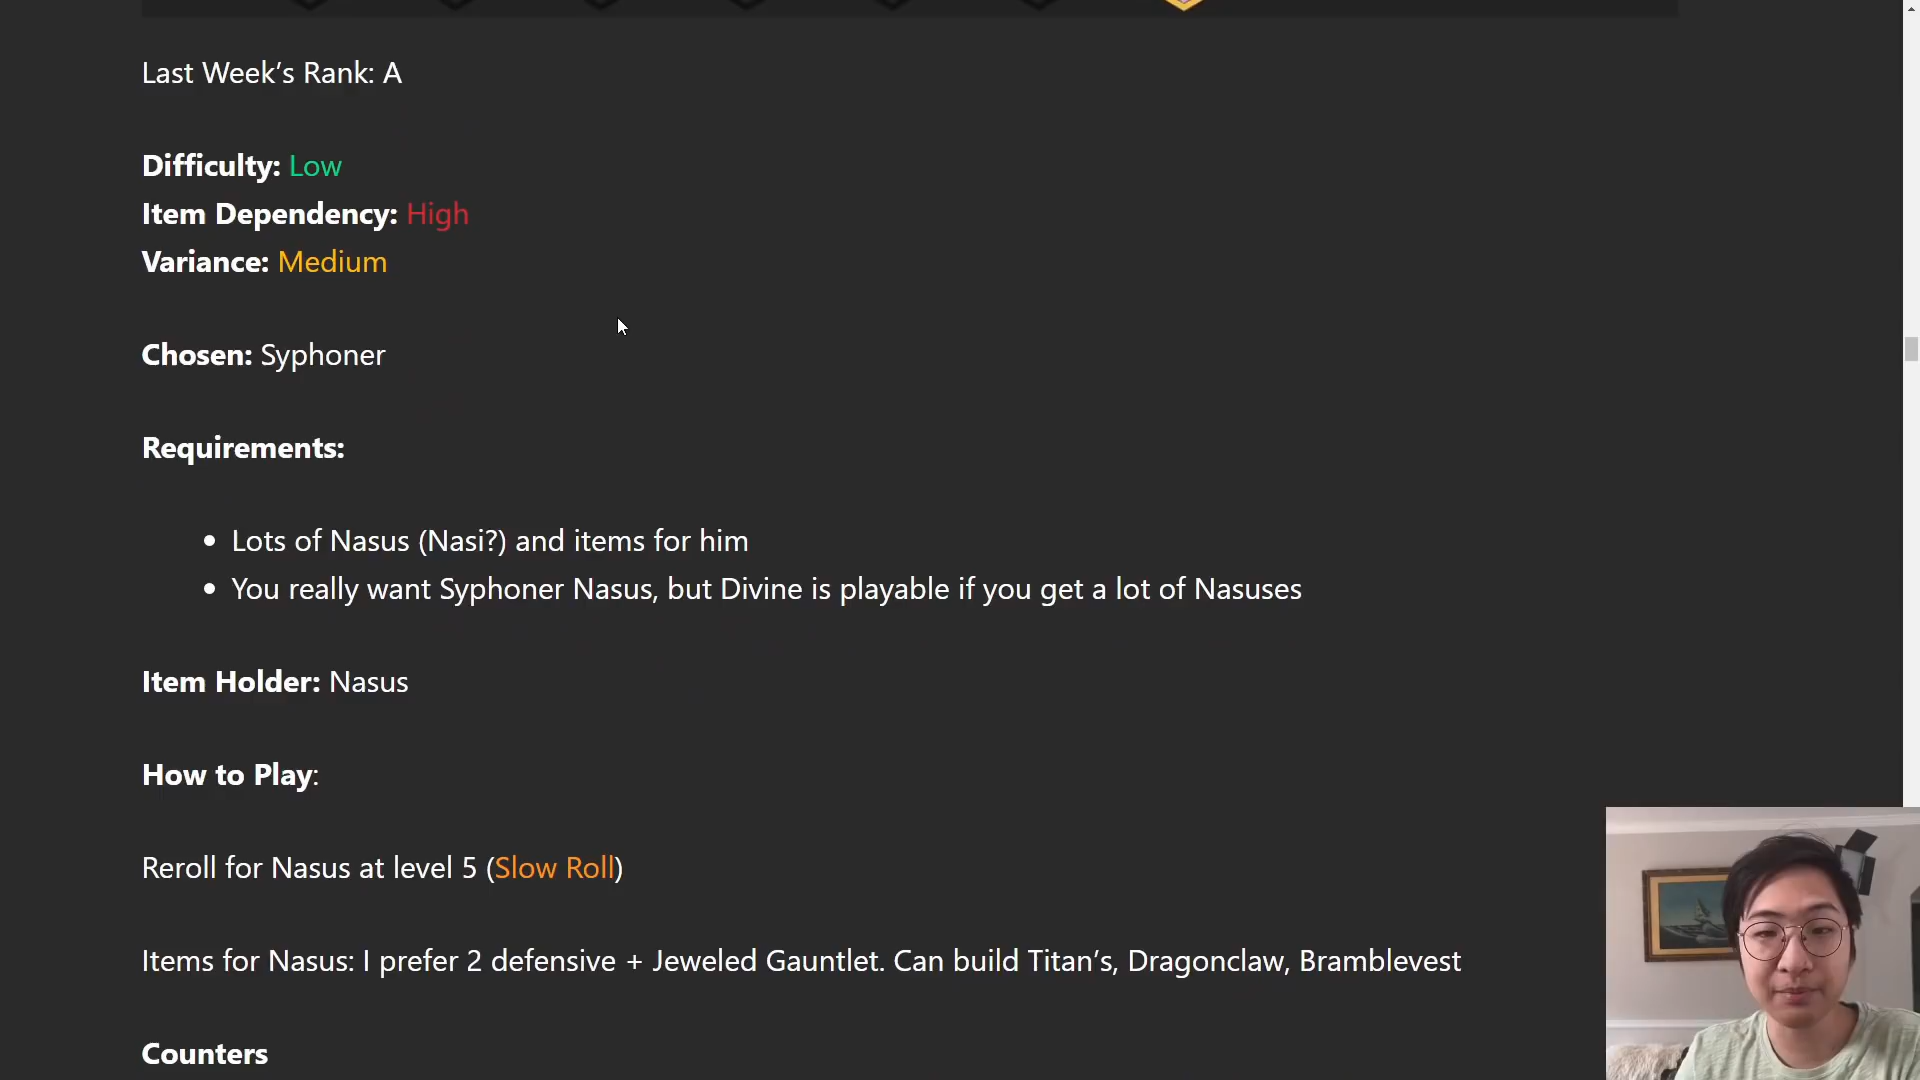 Last Week’s Rank: A
Difficulty: Low
Item Dependency: High
Variance: Medium
Chosen: Syphoner
Requirements:
• Lots of Nasus (Nasi?) and items for him
• You really want Syphoner Nasus, but Divine is playable if you get a lot of Nasuses
Item Holder: Nasus
How to Play:
Reroll for Nasus at level 5 (Slow Roll)
Items for Nasus: I prefer 2 defensive + Jeweled Gauntlet. Can build Titan’s, Dragonclaw, Bramblevest
Counters